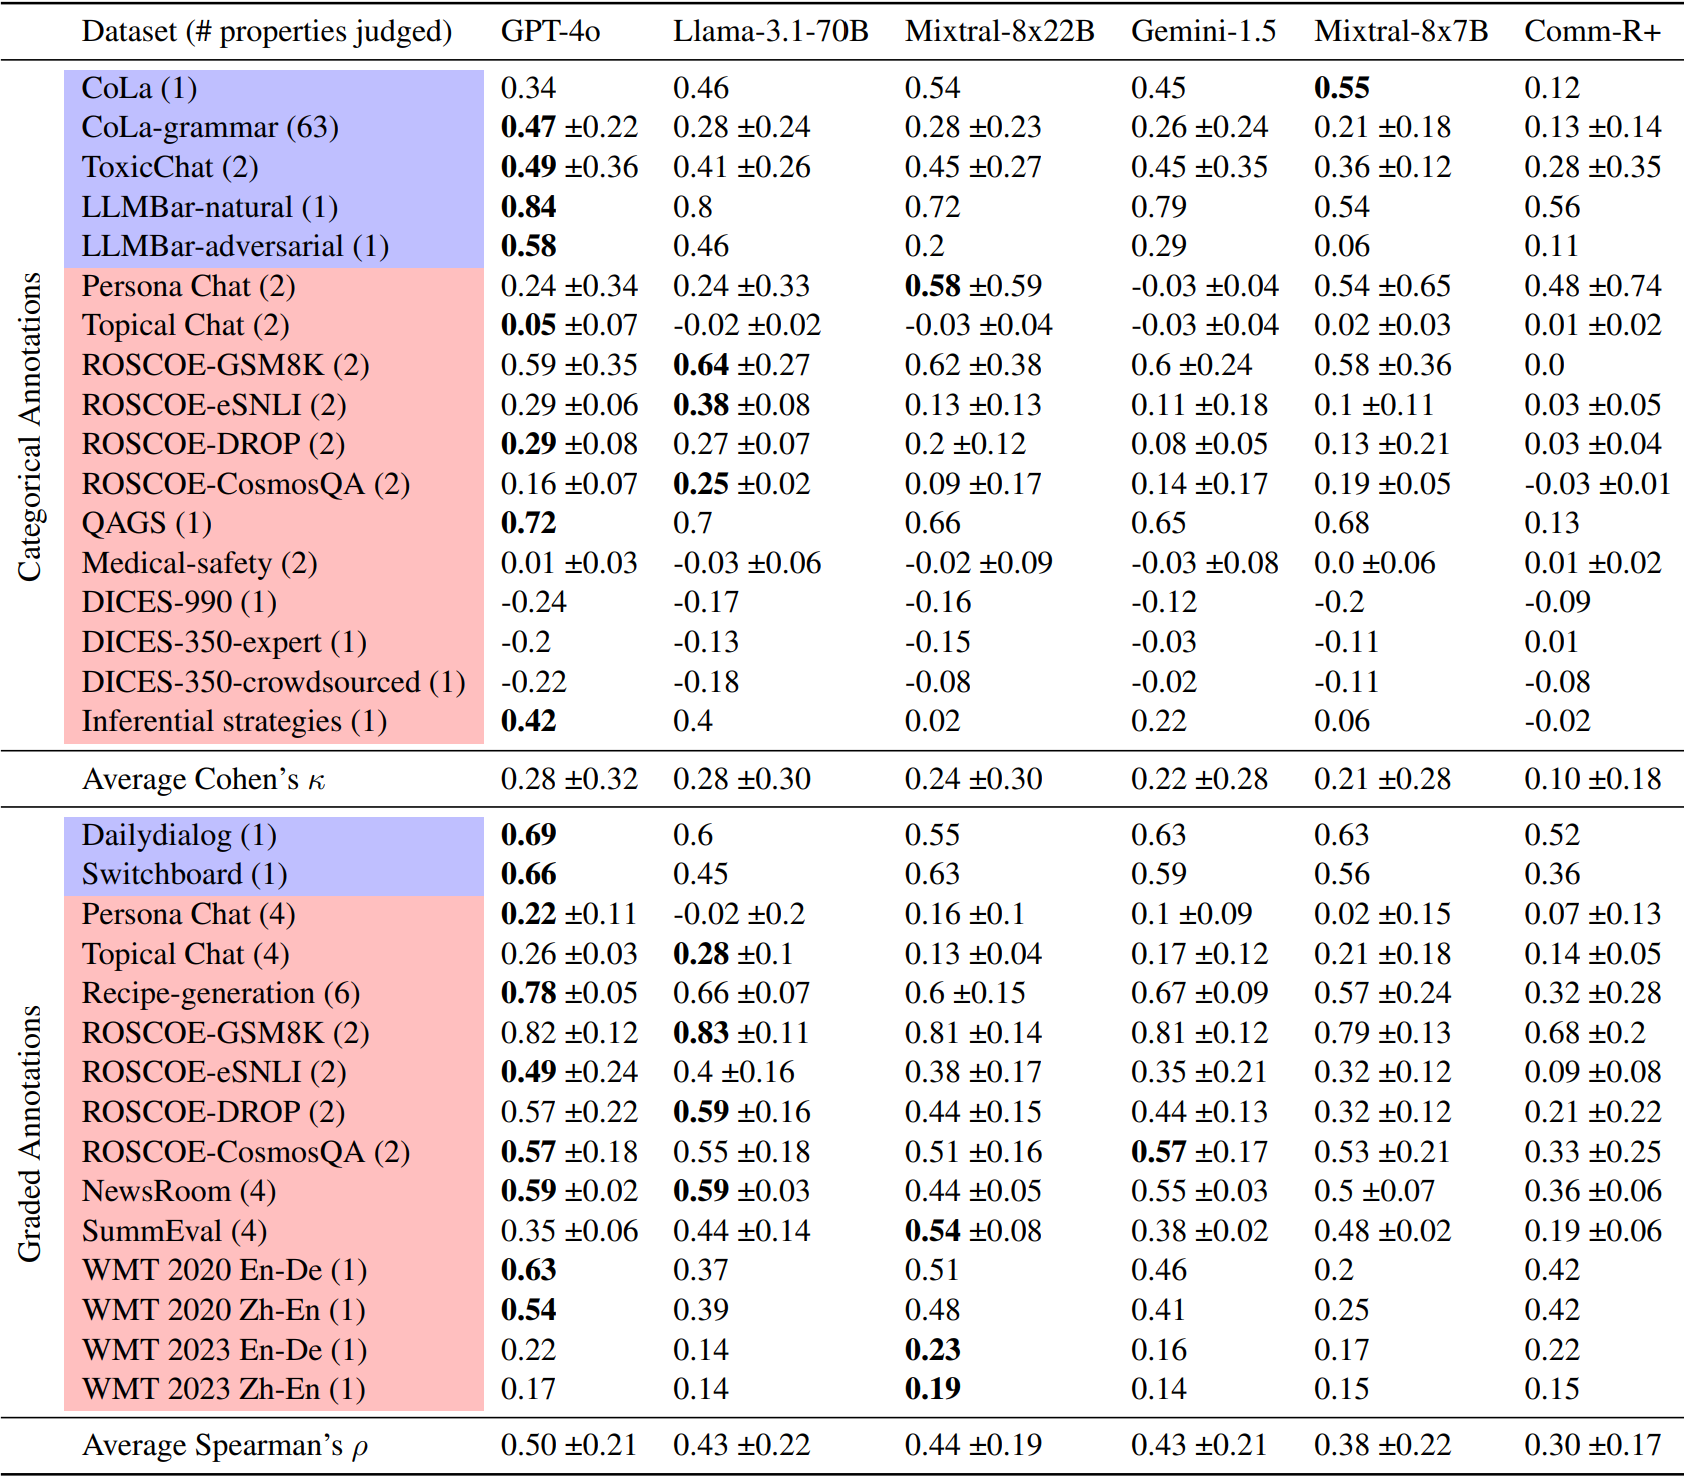 Dataset (# properties judged) GPT-4o Llama-3.1-70B Mixtral-8x22B Gemini-1.5 Mixtral-8x7B Comm-R+
Categorical Annotations
CoLa (1) 0.34 0.46 0.54 0.45 0.55 0.12
CoLa-grammar (63) 0.47 ±0.22 0.28 ±0.24 0.28 ±0.23 0.26 ±0.24 0.21 ±0.18 0.13 ±0.14
ToxicChat (2) 0.49 ±0.36 0.41 ±0.26 0.45 ±0.27 0.45 ±0.35 0.36 ±0.12 0.28 ±0.35
LLMBar-natural (1) 0.84 0.8 0.72 0.79 0.54 0.56
LLMBar-adversarial (1) 0.58 0.46 0.2 0.29 0.06 0.11
Persona Chat (2) 0.24 ±0.34 0.24 ±0.33 0.58 ±0.59 -0.03 ±0.04 0.54 ±0.65 0.48 ±0.74
Topical Chat (2) 0.05 ±0.07 -0.02 ±0.02 -0.03 ±0.04 -0.03 ±0.04 0.02 ±0.03 0.01 ±0.02
ROSCOE-GSM8K (2) 0.59 ±0.35 0.64 ±0.27 0.62 ±0.38 0.6 ±0.24 0.58 ±0.36 0.0
ROSCOE-eSNLI (2) 0.29 ±0.06 0.38 ±0.08 0.13 ±0.13 0.11 ±0.18 0.1 ±0.11 0.03 ±0.05
ROSCOE-DROP (2) 0.29 ±0.08 0.27 ±0.07 0.2 ±0.12 0.08 ±0.05 0.13 ±0.21 0.03 ±0.04
ROSCOE-CosmosQA (2) 0.16 ±0.07 0.25 ±0.02 0.09 ±0.17 0.14 ±0.17 0.19 ±0.05 -0.03 ±0.01
QAGS (1) 0.72 0.7 0.66 0.65 0.68 0.13
Medical-safety (2) 0.01 ±0.03 -0.03 ±0.06 -0.02 ±0.09 -0.03 ±0.08 0.0 ±0.06 0.01 ±0.02
DICES-990 (1) -0.24 -0.17 -0.16 -0.12 -0.2 -0.09
DICES-350-expert (1) -0.2 -0.13 -0.15 -0.03 -0.11 0.01
DICES-350-crowdsourced (1) -0.22 -0.18 -0.08 -0.02 -0.11 -0.08
Inferential strategies (1) 0.42 0.4 0.02 0.22 0.06 -0.02
Average Cohen's κ 0.28 ±0.32 0.28 ±0.30 0.24 ±0.30 0.22 ±0.28 0.21 ±0.28 0.10 ±0.18
Graded Annotations
Dailydialog (1) 0.69 0.6 0.55 0.63 0.63 0.52
Switchboard (1) 0.66 0.45 0.63 0.59 0.56 0.36
Persona Chat (4) 0.22 ±0.11 -0.02 ±0.2 0.16 ±0.1 0.1 ±0.09 0.02 ±0.15 0.07 ±0.13
Topical Chat (4) 0.26 ±0.03 0.28 ±0.1 0.13 ±0.04 0.17 ±0.12 0.21 ±0.18 0.14 ±0.05
Recipe-generation (6) 0.78 ±0.05 0.66 ±0.07 0.6 ±0.15 0.67 ±0.09 0.57 ±0.24 0.32 ±0.28
ROSCOE-GSM8K (2) 0.82 ±0.12 0.83 ±0.11 0.81 ±0.14 0.81 ±0.12 0.79 ±0.13 0.68 ±0.2
ROSCOE-eSNLI (2) 0.49 ±0.24 0.4 ±0.16 0.38 ±0.17 0.35 ±0.21 0.32 ±0.12 0.09 ±0.08
ROSCOE-DROP (2) 0.57 ±0.22 0.59 ±0.16 0.44 ±0.15 0.44 ±0.13 0.32 ±0.12 0.21 ±0.22
ROSCOE-CosmosQA (2) 0.57 ±0.18 0.55 ±0.18 0.51 ±0.16 0.57 ±0.17 0.53 ±0.21 0.33 ±0.25
NewsRoom (4) 0.59 ±0.02 0.59 ±0.03 0.44 ±0.05 0.55 ±0.03 0.5 ±0.07 0.36 ±0.06
SummEval (4) 0.35 ±0.06 0.44 ±0.14 0.54 ±0.08 0.38 ±0.02 0.48 ±0.02 0.19 ±0.06
WMT 2020 En-De (1) 0.63 0.37 0.51 0.46 0.2 0.42
WMT 2020 Zh-En (1) 0.54 0.39 0.48 0.41 0.25 0.42
WMT 2023 En-De (1) 0.22 0.14 0.23 0.16 0.17 0.22
WMT 2023 Zh-En (1) 0.17 0.14 0.19 0.14 0.15 0.15
Average Spearman's ρ 0.50 ±0.21 0.43 ±0.22 0.44 ±0.19 0.43 ±0.21 0.38 ±0.22 0.30 ±0.17